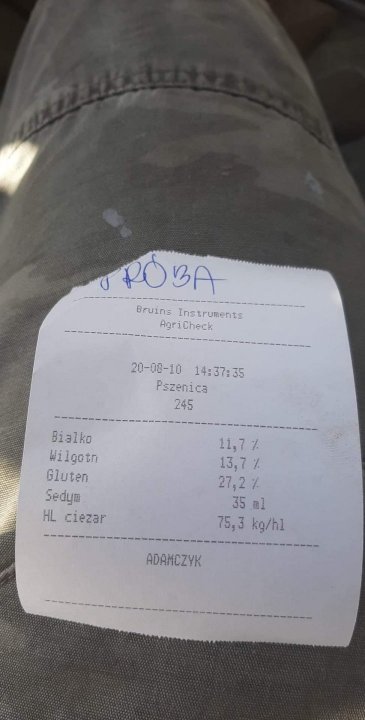 PRÓBA
Bruins Instruments
AgriCheck
20-08-10 14:37:35
Pszenica
245
Bialko 11,7 %
Wilgotn 13,7 %
Gluten 27,2 %
Sedym 35 ml
HL ciezar 75,3 kg/hl
ADAMCZYK